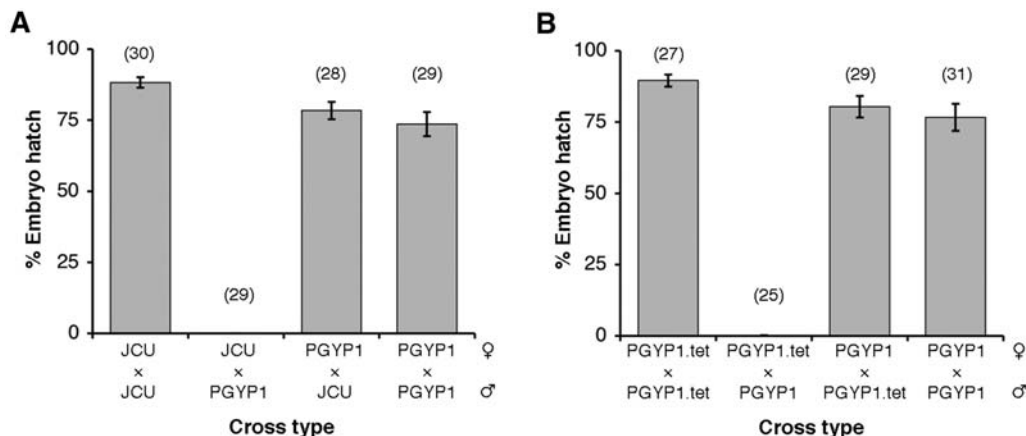 A
% Embryo hatch
100
75
50
25
0
(30)
(29)
(28)
(29)
JCU JCU PGYP1 PGYP1 ♀
× × × ×
JCU PGYP1 JCU PGYP1 ♂
Cross type
B
% Embryo hatch
100
75
50
25
0
(27)
(25)
(29)
(31)
PGYP1.tet PGYP1.tet PGYP1 PGYP1 ♀
× × × ×
PGYP1.tet PGYP1 PGYP1.tet PGYP1 ♂
Cross type